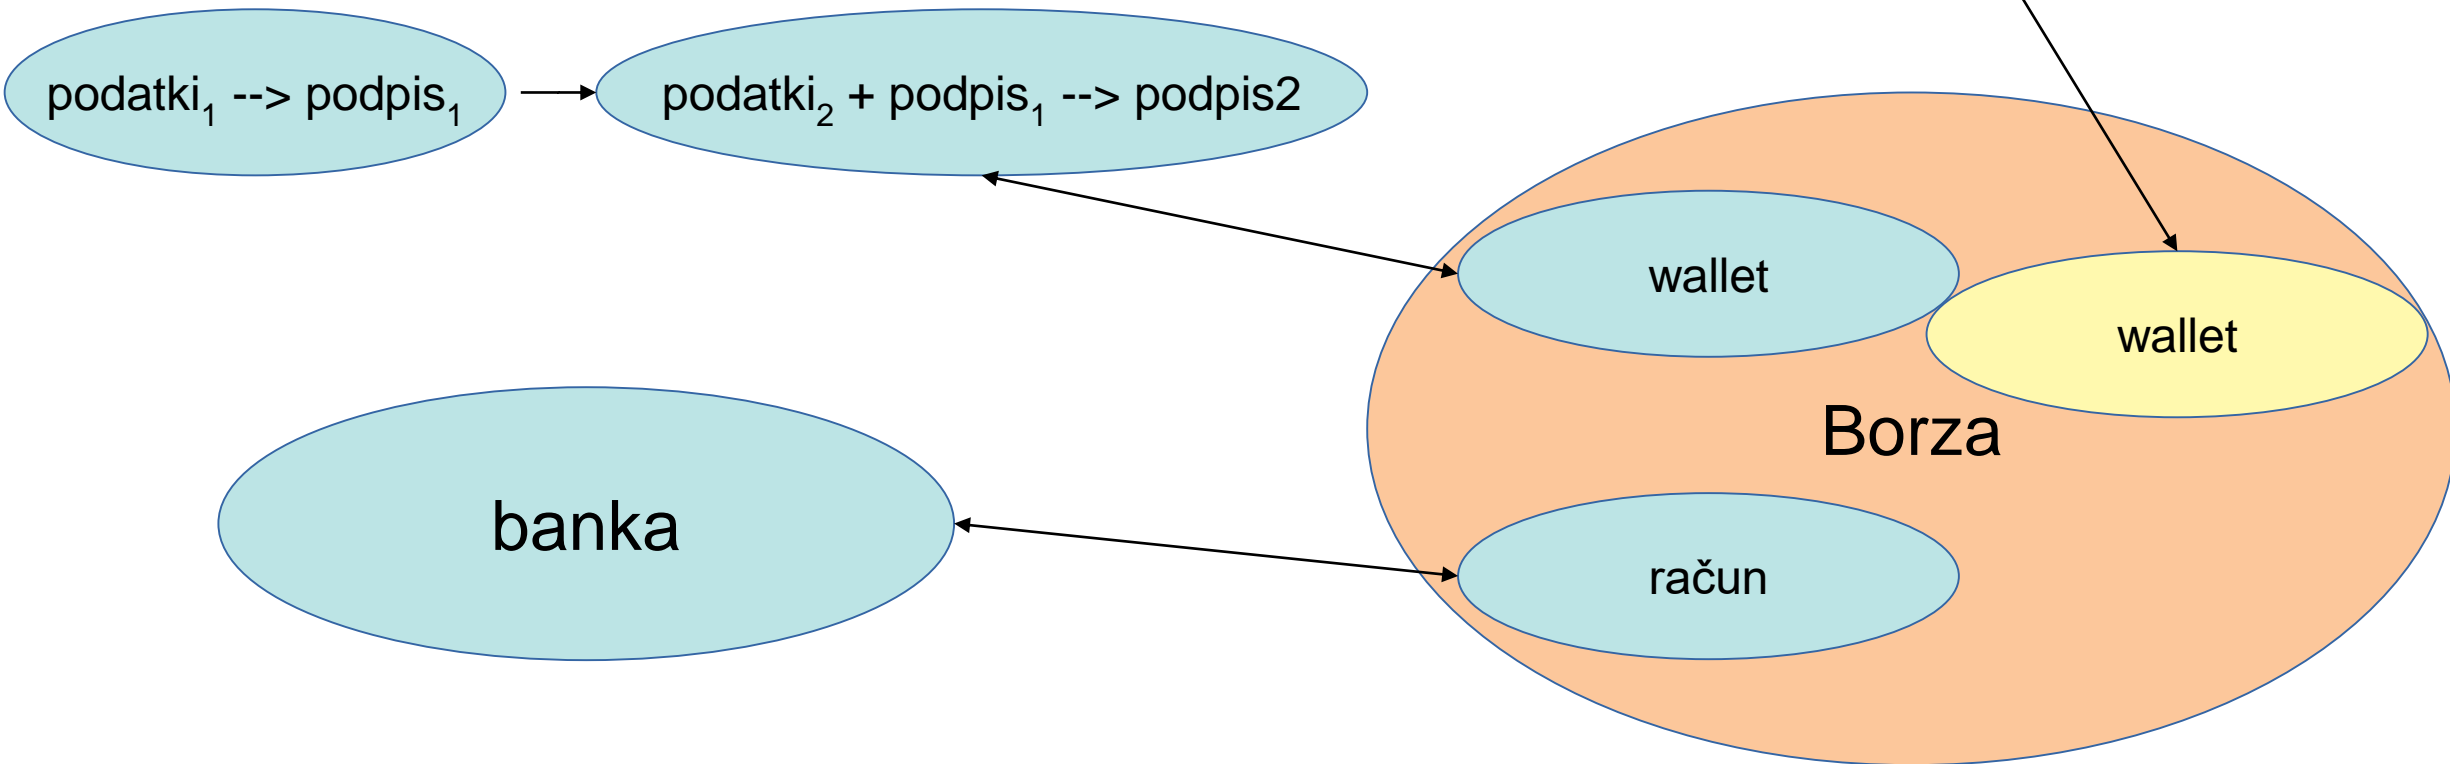 podatki₁ --> podpis₁
podatki₂ + podpis₁ --> podpis2
wallet
wallet
Borza
banka
račun